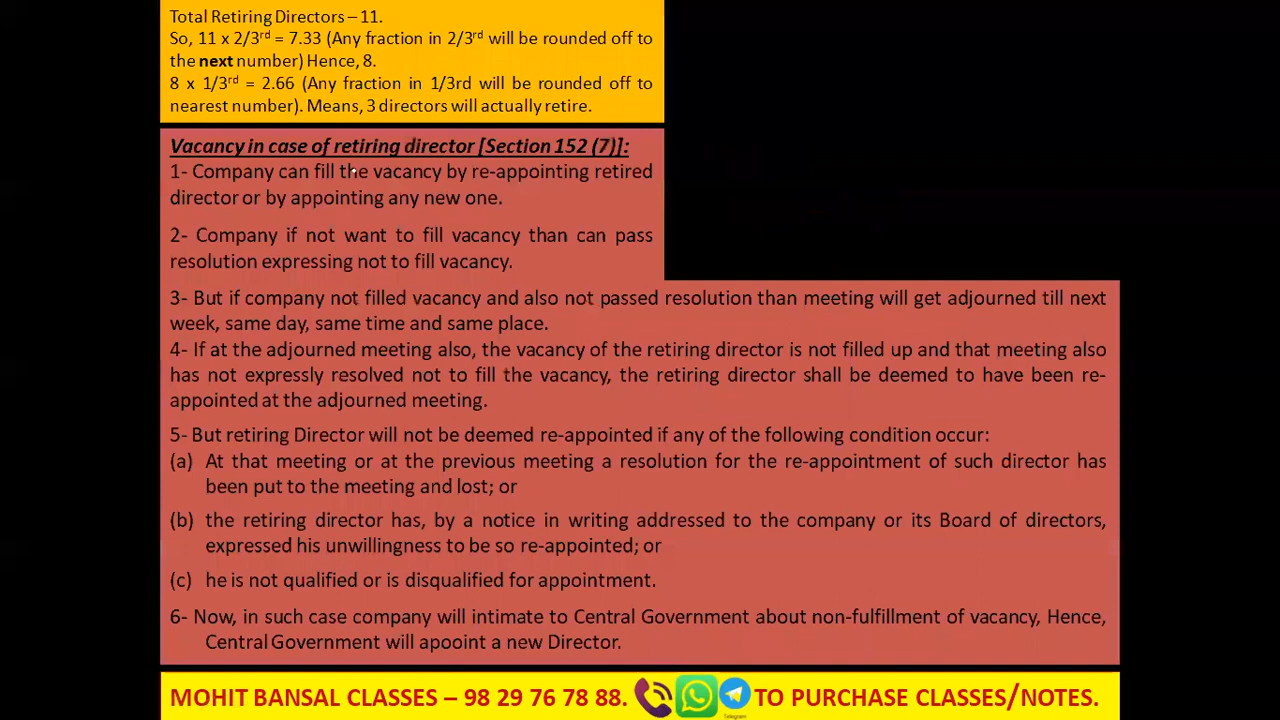 Total Retiring Directors – 11.
So, 11 x 2/3rd = 7.33 (Any fraction in 2/3rd will be rounded off to
the next number) Hence, 8.
8 x 1/3rd = 2.66 (Any fraction in 1/3rd will be rounded off to
nearest number). Means, 3 directors will actually retire.
Vacancy in case of retiring director [Section 152 (7)]:
1- Company can fill the vacancy by re-appointing retired
director or by appointing any new one.
2- Company if not want to fill vacancy than can pass
resolution expressing not to fill vacancy.
3- But if company not filled vacancy and also not passed resolution than meeting will get adjourned till next
week, same day, same time and same place.
4- If at the adjourned meeting also, the vacancy of the retiring director is not filled up and that meeting also
has not expressly resolved not to fill the vacancy, the retiring director shall be deemed to have been re-
appointed at the adjourned meeting.
5- But retiring Director will not be deemed re-appointed if any of the following condition occur:
(a) At that meeting or at the previous meeting a resolution for the re-appointment of such director has
been put to the meeting and lost; or
(b) the retiring director has, by a notice in writing addressed to the company or its Board of directors,
expressed his unwillingness to be so re-appointed; or
(c) he is not qualified or is disqualified for appointment.
6- Now, in such case company will intimate to Central Government about non-fulfillment of vacancy, Hence,
Central Government will apooint a new Director.
MOHIT BANSAL CLASSES – 98 29 76 78 88. TO PURCHASE CLASSES/NOTES.
Telegram